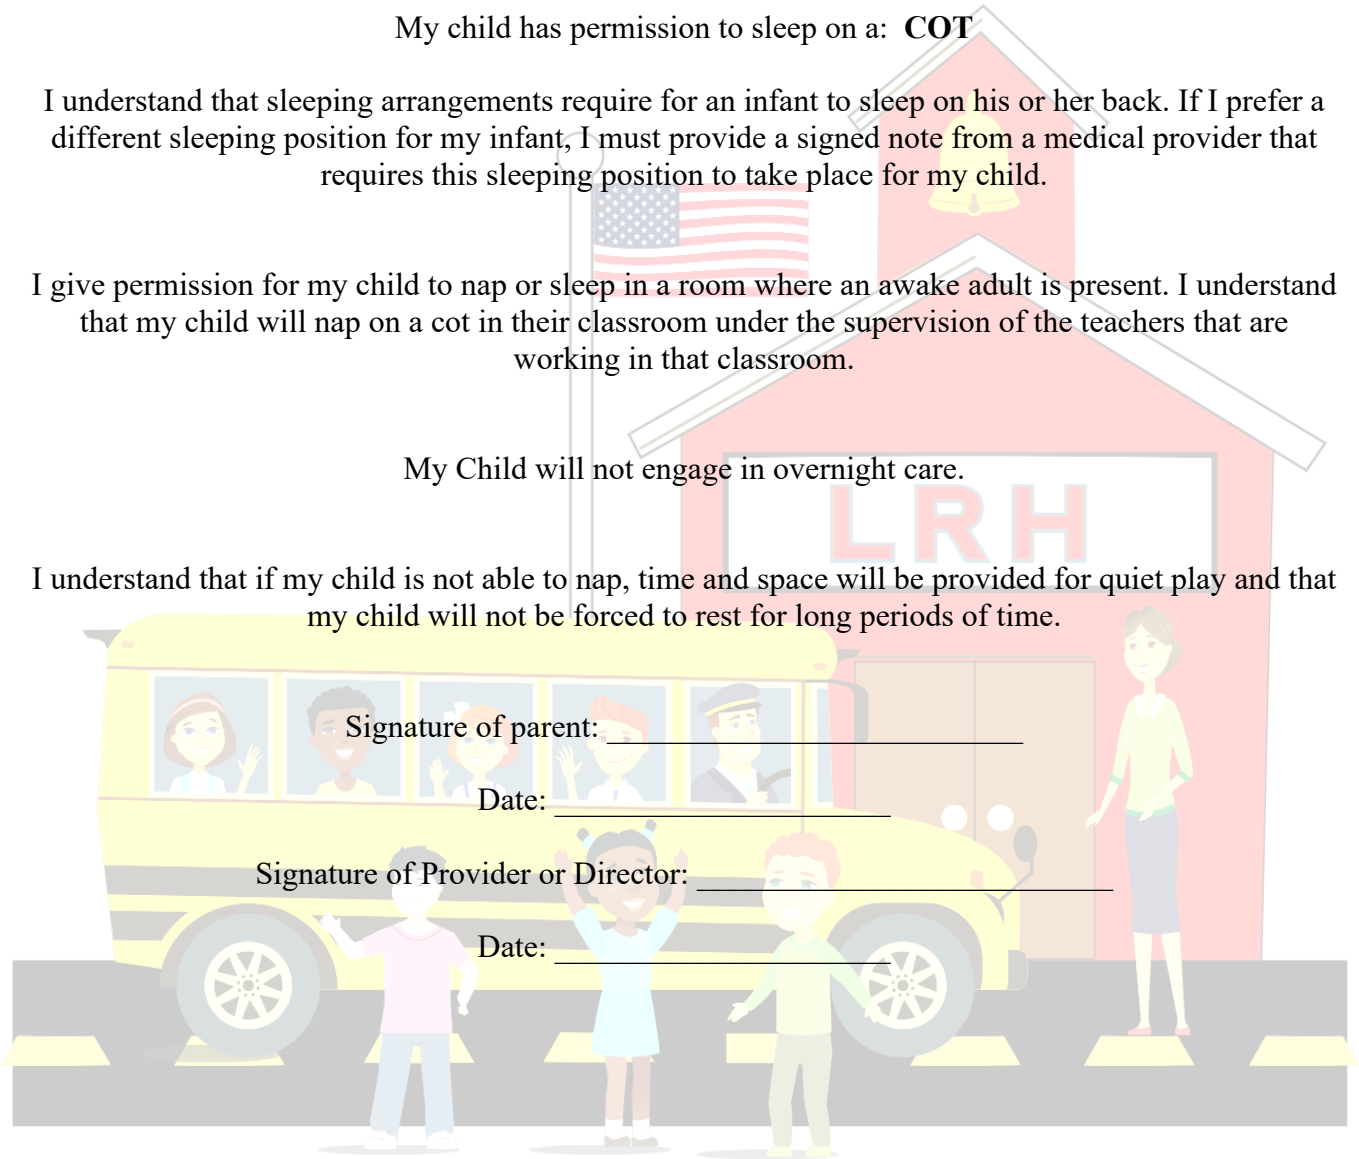 My child has permission to sleep on a: COT
I understand that sleeping arrangements require for an infant to sleep on his or her back. If I prefer a
different sleeping position for my infant, I must provide a signed note from a medical provider that
requires this sleeping position to take place for my child.
I give permission for my child to nap or sleep in a room where an awake adult is present. I understand
that my child will nap on a cot in their classroom under the supervision of the teachers that are
working in that classroom.
My Child will not engage in overnight care.
LRH
I understand that if my child is not able to nap, time and space will be provided for quiet play and that
my child will not be forced to rest for long periods of time.
Signature of parent: __________________________
Date: _____________________
Signature of Provider or Director: __________________________
Date: _____________________